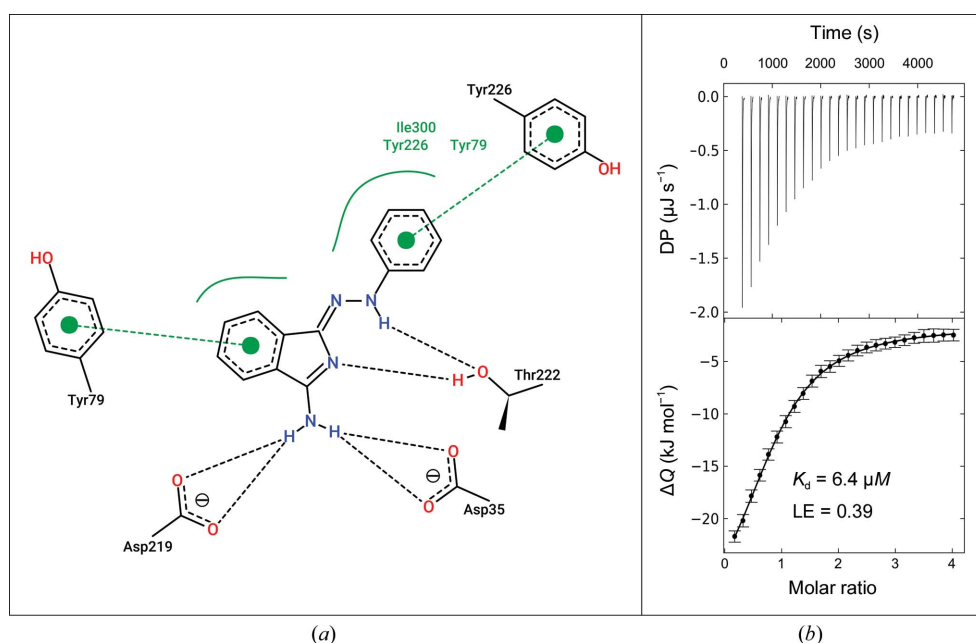 Tyr226
Ile300
Tyr226 Tyr79
OH
HO
N
N
H
N
H
O
Thr222
Tyr79
N
H
H
O
O
Asp219
O
O
Asp35
⊖
⊖
(a)
Time (s)
0 1000 2000 3000 4000
0.0
−0.5
−1.0
−1.5
−2.0
DP (µJ s⁻¹)
−5
−10
−15
−20
ΔQ (kJ mol⁻¹)
Kd = 6.4 µM
LE = 0.39
0 1 2 3 4
Molar ratio
(b)